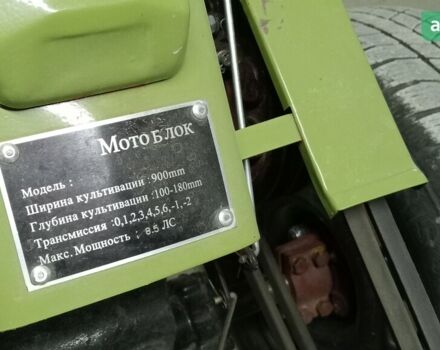 МОТОБЛОК
Модель :
Ширина культивации :900mm
Глубина культивации :100-180mm
Трансмиссия :0,1,2,3,4,5,6,-1,-2
Макс. Мощность : 8.5 ЛС
a